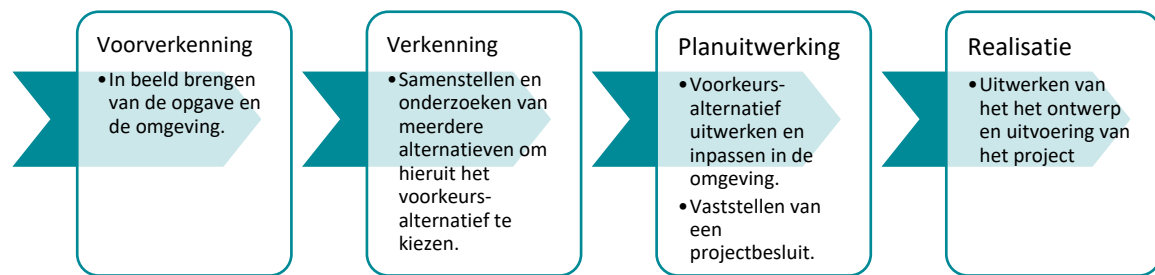 Voorverkenning
•In beeld brengen
van de opgave en
de omgeving.
Verkenning
•Samenstellen en
onderzoeken van
meerdere
alternatieven om
hieruit het
voorkeurs-
alternatief te
kiezen.
Planuitwerking
•Voorkeurs-
alternatief
uitwerken en
inpassen in de
omgeving.
•Vaststellen van
een
projectbesluit.
Realisatie
•Uitwerken van
het het ontwerp
en uitvoering van
het project